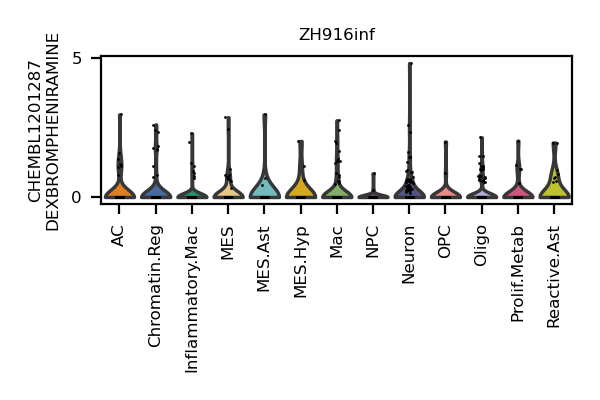 ZH916inf
CHEMBL1201287
DEXBROMPHENIRAMINE
5
0
AC
Chromatin.Reg
Inflammatory.Mac
MES
MES.Ast
MES.Hyp
Mac
NPC
Neuron
OPC
Oligo
Prolif.Metab
Reactive.Ast